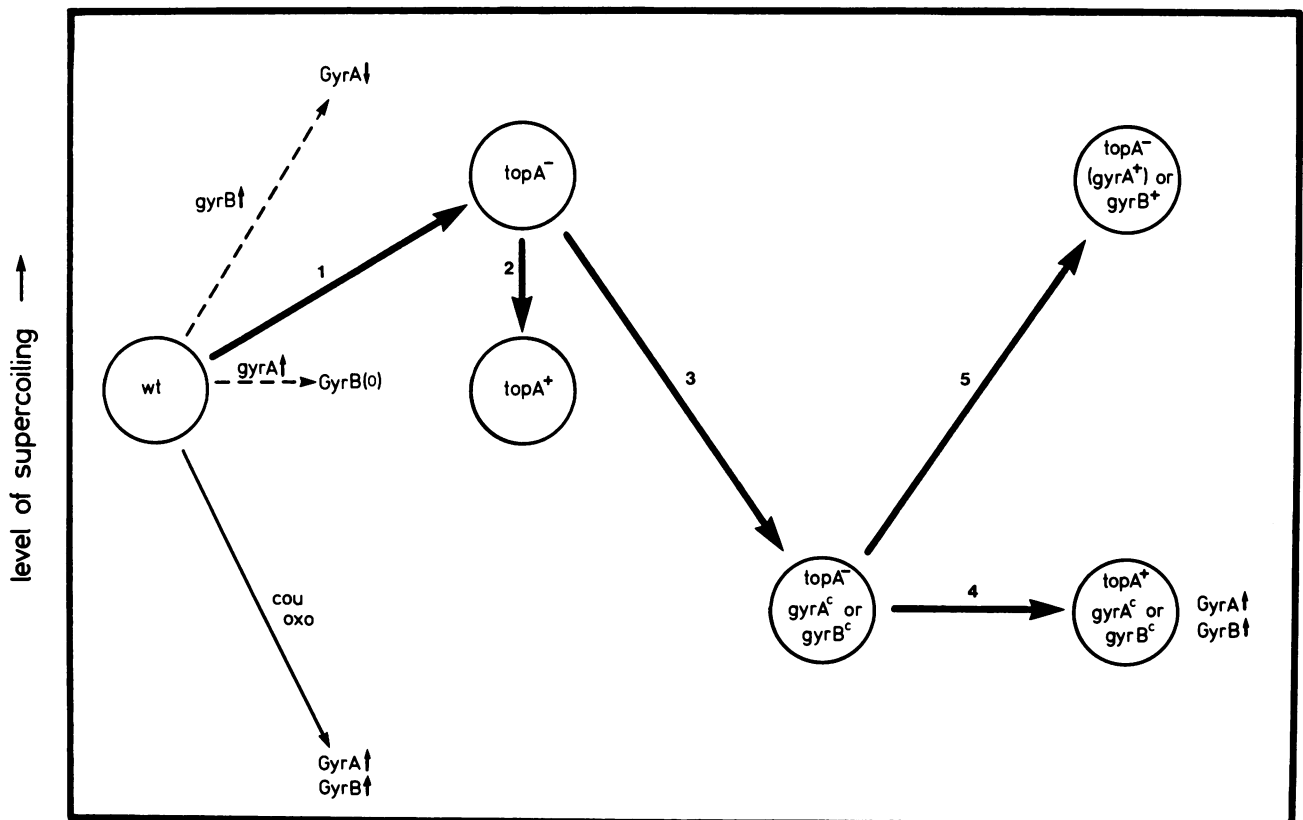 GyrA↓
topA⁻
topA⁻
(gyrA⁺) or
gyrB⁺
gyrB↑
1
2
level of supercoiling →
wt
gyrA↑
GyrB(0)
topA⁺
3
5
cou
oxo
topA⁻
gyrAᶜ or
gyrBᶜ
4
topA⁺
gyrAᶜ or
gyrBᶜ
GyrA↑
GyrB↑
GyrA↑
GyrB↑